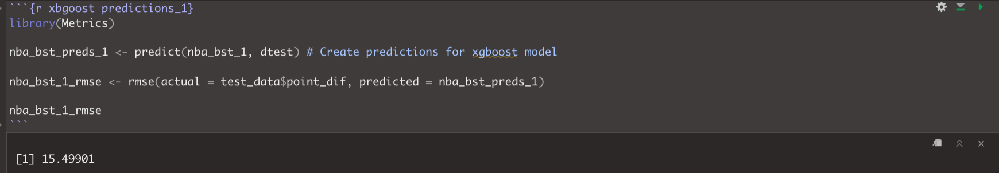 ```{r xbgoost predictions_1}
library(Metrics)
nba_bst_preds_1 <- predict(nba_bst_1, dtest) # Create predictions for xgboost model
nba_bst_1_rmse <- rmse(actual = test_data$point_dif, predicted = nba_bst_preds_1)
nba_bst_1_rmse
```
[1] 15.49901